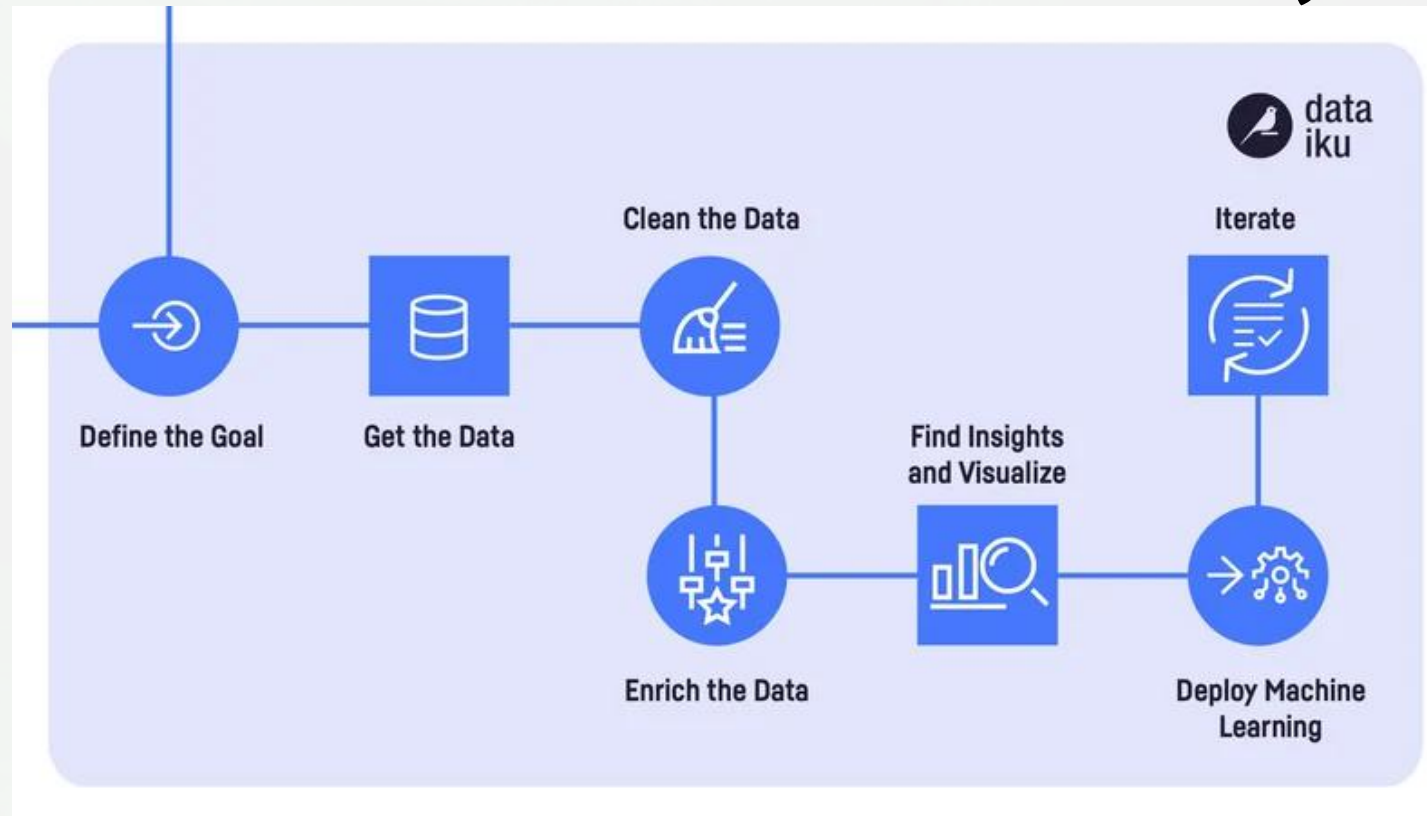 data
iku
Clean the Data
Iterate
Define the Goal
Get the Data
Find Insights
and Visualize
Enrich the Data
Deploy Machine
Learning